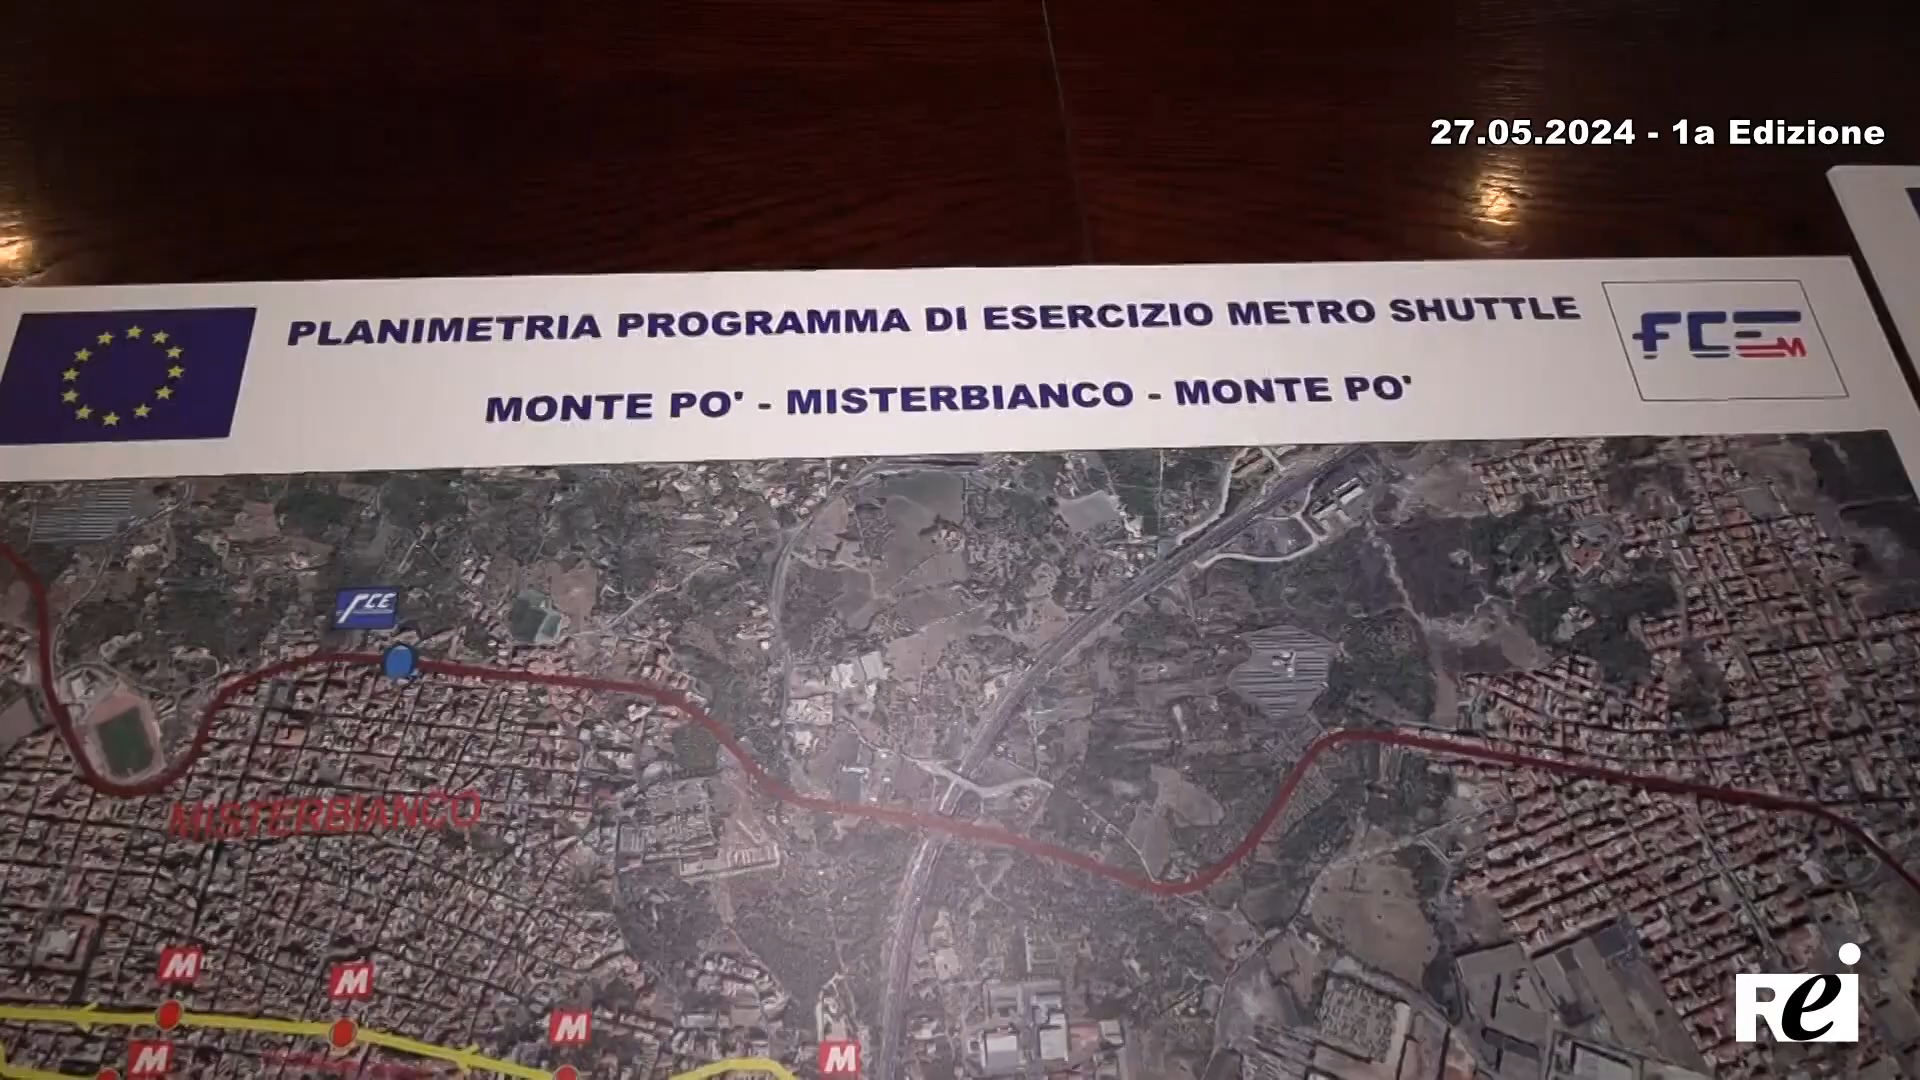 27.05.2024 - 1a Edizione
PLANIMETRIA PROGRAMMA DI ESERCIZIO METRO SHUTTLE
MONTE PO' - MISTERBIANCO - MONTE PO'
FCE M
FCE
MISTERBIANCO
M
M
M
M
M
Rei